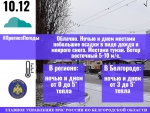 10.12
#ПрогнозПогоды
Облачно. Ночью и днем местами
небольшие осадки в виде дождя и
мокрого снега. Местами туман. Ветер
восточный 5-10 м/с.
В регионе:
ночью и днем
от 0 до 5°
тепла
В Белгороде:
ночью и днем
от 0 до 5°
тепла
ГЛАВНОЕ УПРАВЛЕНИЕ МЧС РОССИИ ПО БЕЛГОРОДСКОЙ ОБЛАСТИ